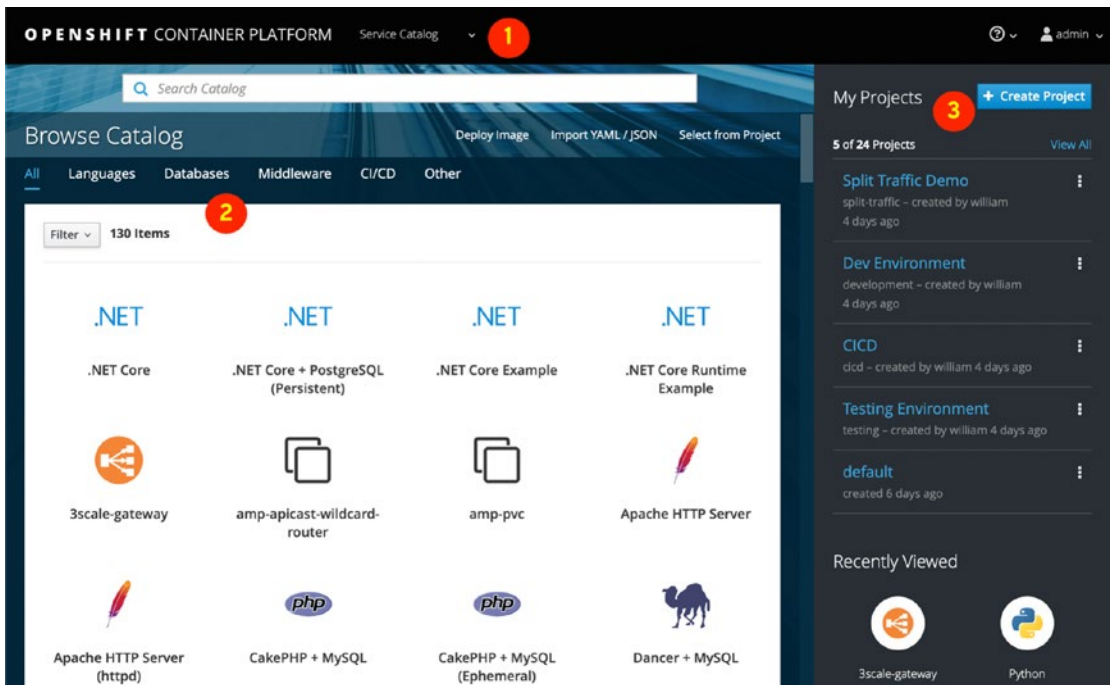 OPENSHIFT CONTAINER PLATFORM Service Catalog 1 admin
Search Catalog
My Projects 3 + Create Project
Browse Catalog Deploy Image Import YAML / JSON Select from Project
5 of 24 Projects View All
All Languages Databases Middleware CI/CD Other
2
Filter 130 Items
.NET .NET .NET .NET
.NET Core .NET Core + PostgreSQL .NET Core Example .NET Core Runtime
(Persistent) Example
3scale-gateway amp-apicast-wildcard- amp-pvc Apache HTTP Server
router
php php
Apache HTTP Server CakePHP + MySQL CakePHP + MySQL Dancer + MySQL
(httpd) (Ephemeral)
Split Traffic Demo
split-traffic – created by william
4 days ago
Dev Environment
development – created by william
4 days ago
CICD
cicd – created by william 4 days ago
Testing Environment
testing – created by william 4 days ago
default
created 6 days ago
Recently Viewed
3scale-gateway Python